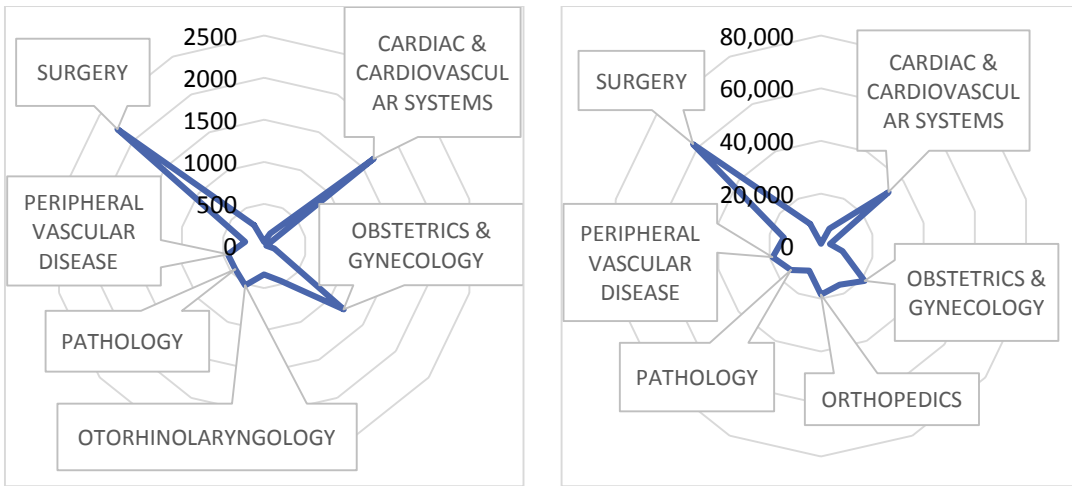 2500
2000
1500
1000
500
0
SURGERY
CARDIAC &
CARDIOVASCUL
AR SYSTEMS
PERIPHERAL
VASCULAR
DISEASE
OBSTETRICS &
GYNECOLOGY
PATHOLOGY
OTORHINOLARYNGOLOGY
80,000
60,000
40,000
20,000
0
SURGERY
CARDIAC &
CARDIOVASCUL
AR SYSTEMS
PERIPHERAL
VASCULAR
DISEASE
OBSTETRICS &
GYNECOLOGY
PATHOLOGY
ORTHOPEDICS